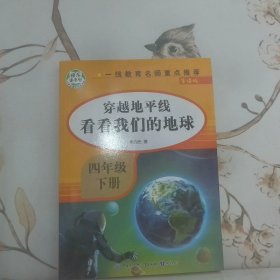 一线教育名师重点推荐
穿越地平线
看看我们的地球
四年级
下册